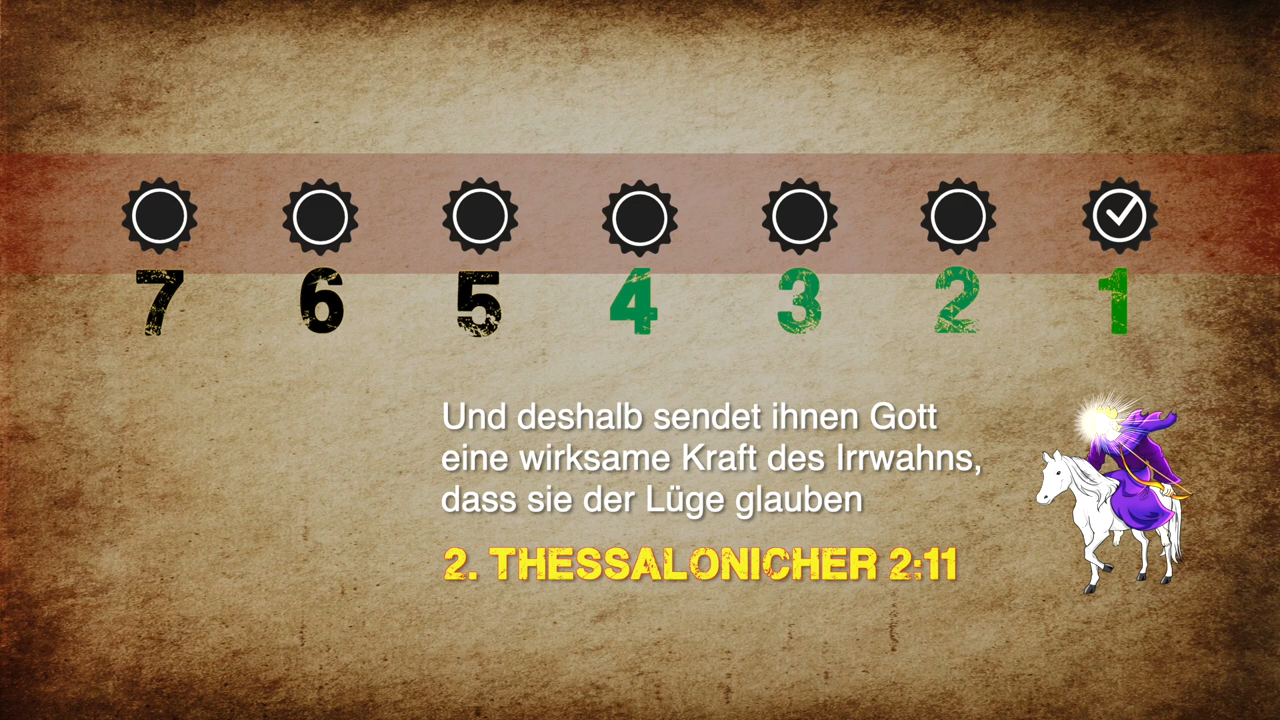 7 6 5 4 3 2 1
Und deshalb sendet ihnen Gott
eine wirksame Kraft des Irrwahns,
dass sie der Lüge glauben
2. THESSALONICHER 2:11